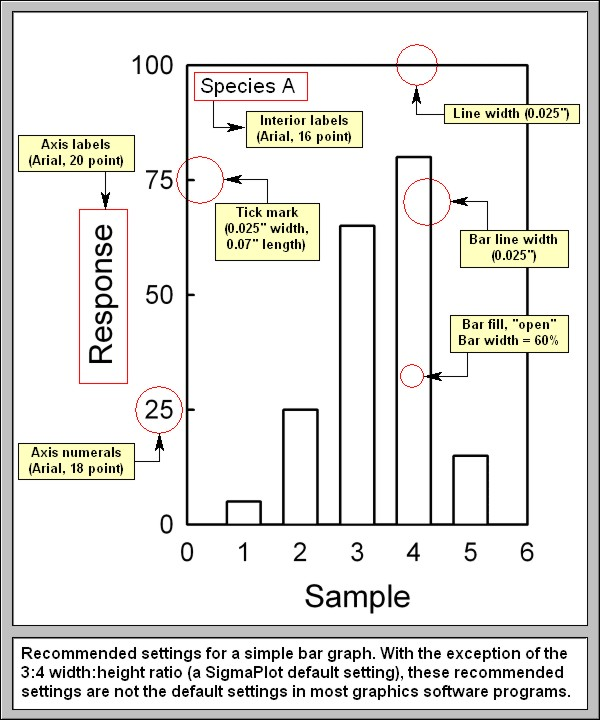 100
Species A
Line width (0.025")
Interior labels
(Arial, 16 point)
Axis labels
(Arial, 20 point)
75
Tick mark
(0.025" width,
0.07" length)
Bar line width
(0.025")
Response
50
Bar fill, "open"
Bar width = 60%
25
Axis numerals
(Arial, 18 point)
0
0 1 2 3 4 5 6
Sample
Recommended settings for a simple bar graph. With the exception of the
3:4 width:height ratio (a SigmaPlot default setting), these recommended
settings are not the default settings in most graphics software programs.